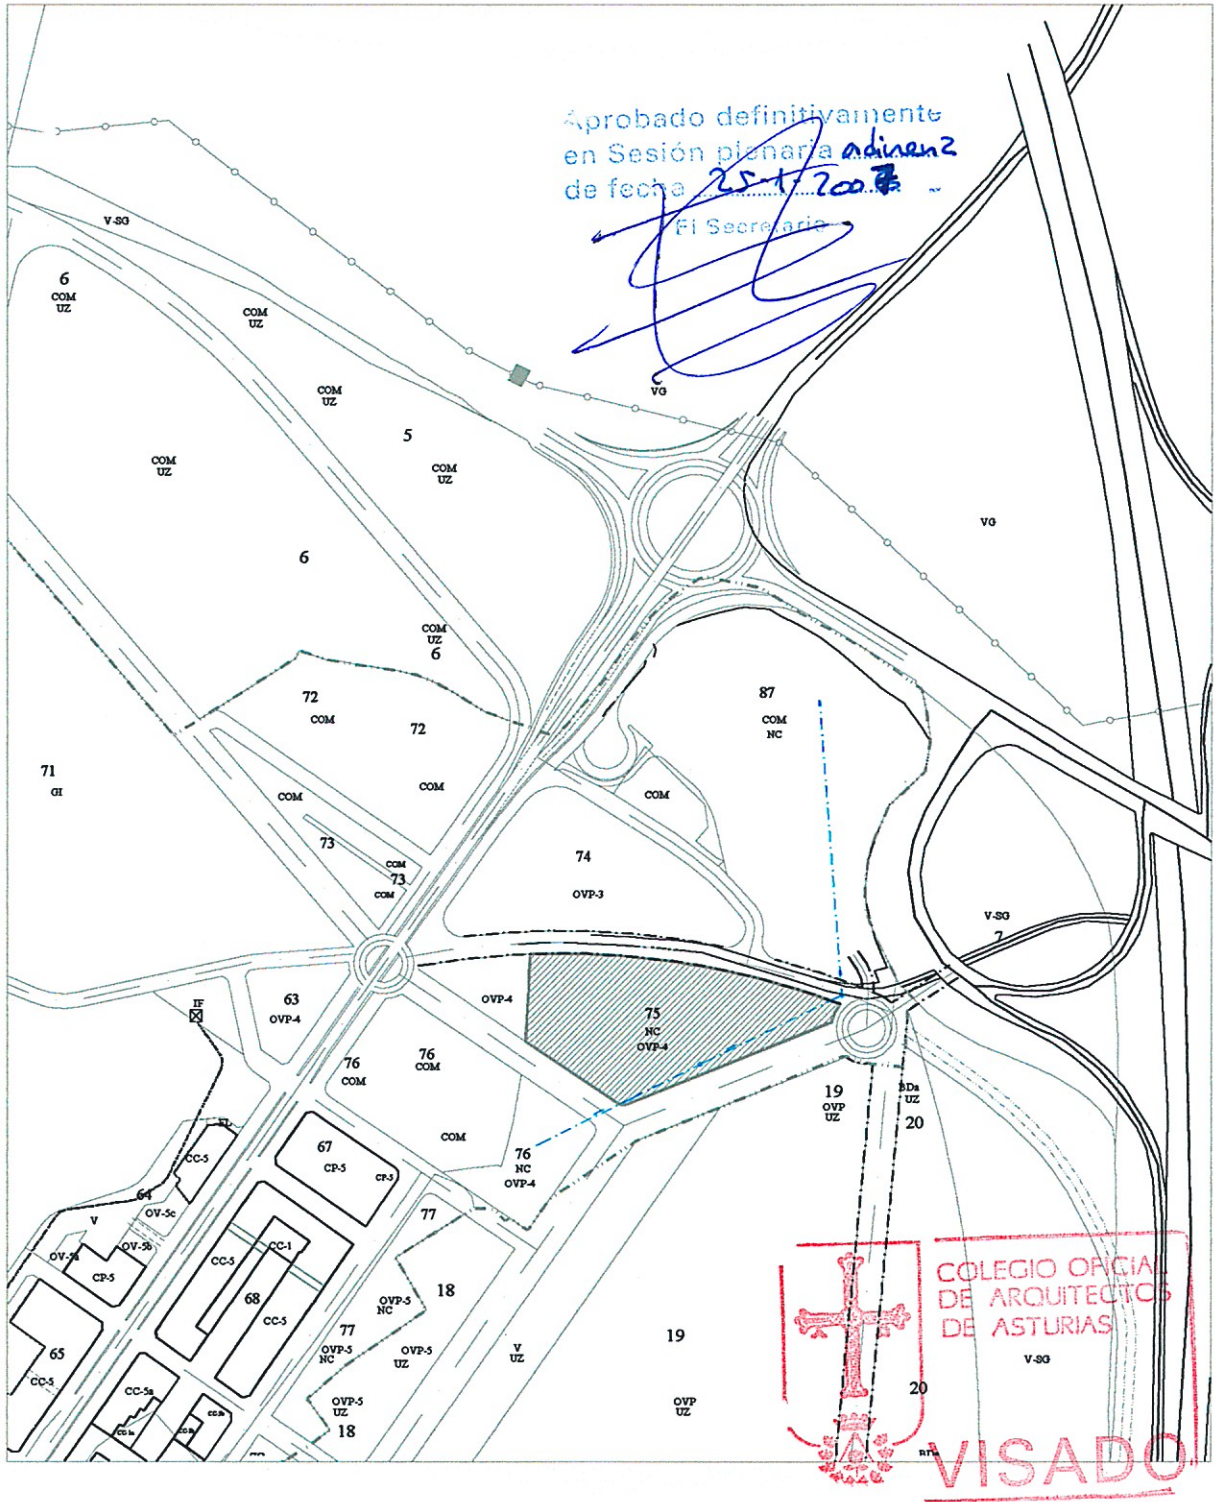 Aprobado definitivamente
en Sesión plenaria
de fecha 25-1-2007
El Secretario
V-SG
6
COM
UZ
COM
UZ
COM
UZ
VG
5
COM
UZ
COM
UZ
VG
6
COM
UZ
6
72
COM
72
87
COM
NC
71
GI
COM
COM
COM
73
COM
73
COM
74
OVP-3
V-SG
7
63
OVP-4
IF
OVP-4
75
NC
OVP-4
76
COM
76
COM
19
OVP
UZ
BDa
UZ
20
COM
76
NC
OVP-4
67
CP-5
CP-5
CC-5
64
OV-5c
V
OV-5b
OV-5a
CP-5
77
CC-1
CC-5
68
CC-5
18
OVP-5
NC
77
OVP-5
NC
OVP-5
UZ
V
UZ
19
65
CC-5
CC-5a
OVP-5
UZ
18
OVP
UZ
20
V-SG
COLEGIO OFICIAL
DE ARQUITECTOS
DE ASTURIAS
VISADO